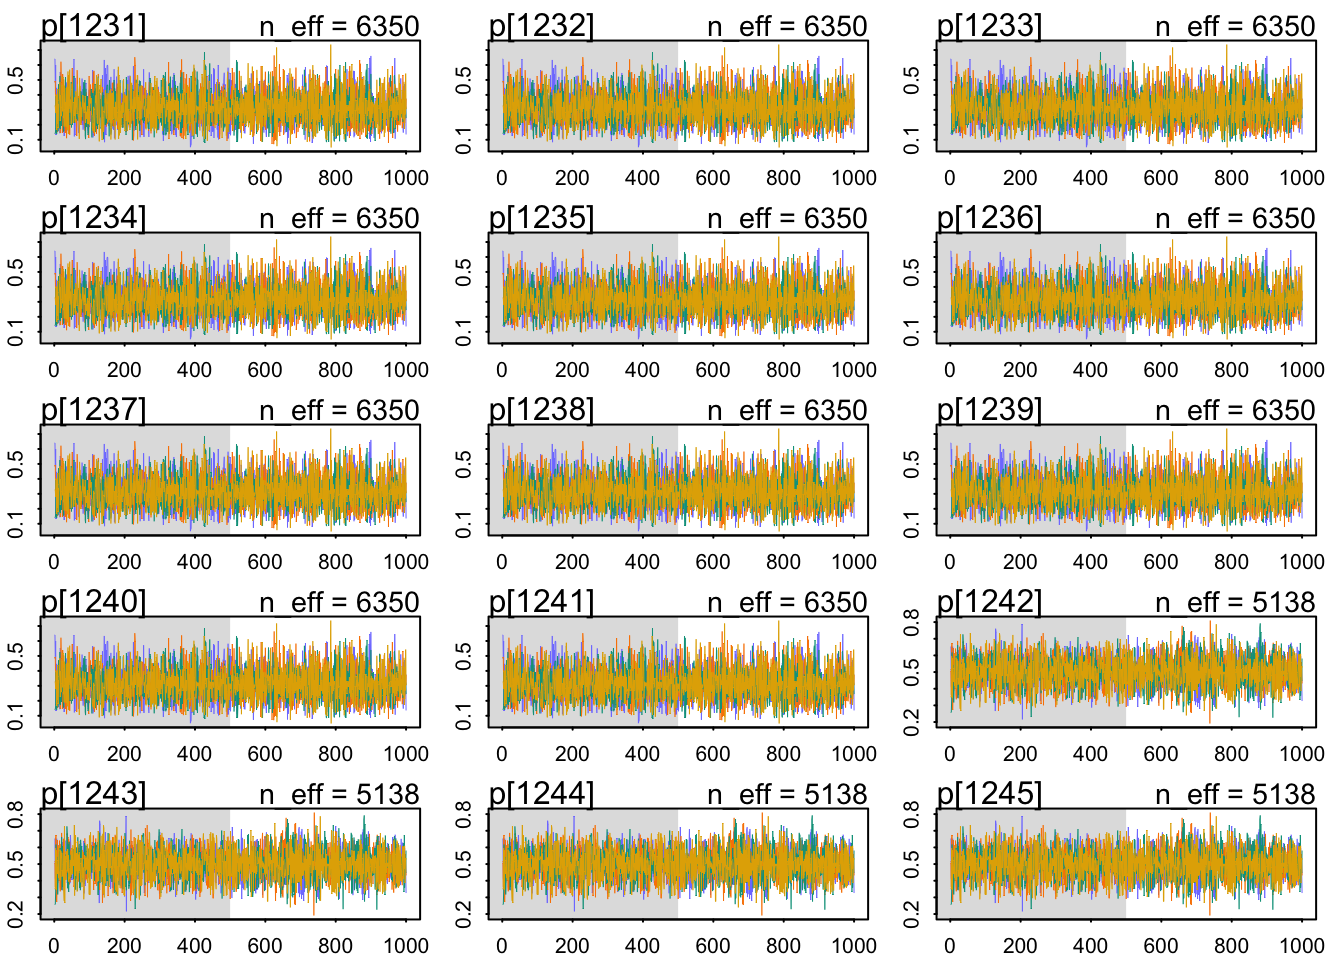 p[1231] n_eff = 6350 p[1232] n_eff = 6350 p[1233] n_eff = 6350
0.1 0.5 0.1 0.5 0.1 0.5
0 200 400 600 800 1000 0 200 400 600 800 1000 0 200 400 600 800 1000
p[1234] n_eff = 6350 p[1235] n_eff = 6350 p[1236] n_eff = 6350
0.1 0.5 0.1 0.5 0.1 0.5
0 200 400 600 800 1000 0 200 400 600 800 1000 0 200 400 600 800 1000
p[1237] n_eff = 6350 p[1238] n_eff = 6350 p[1239] n_eff = 6350
0.1 0.5 0.1 0.5 0.1 0.5
0 200 400 600 800 1000 0 200 400 600 800 1000 0 200 400 600 800 1000
p[1240] n_eff = 6350 p[1241] n_eff = 6350 p[1242] n_eff = 5138
0.1 0.5 0.1 0.5 0.2 0.5 0.8
0 200 400 600 800 1000 0 200 400 600 800 1000 0 200 400 600 800 1000
p[1243] n_eff = 5138 p[1244] n_eff = 5138 p[1245] n_eff = 5138
0.2 0.5 0.8 0.2 0.5 0.8 0.2 0.5 0.8
0 200 400 600 800 1000 0 200 400 600 800 1000 0 200 400 600 800 1000